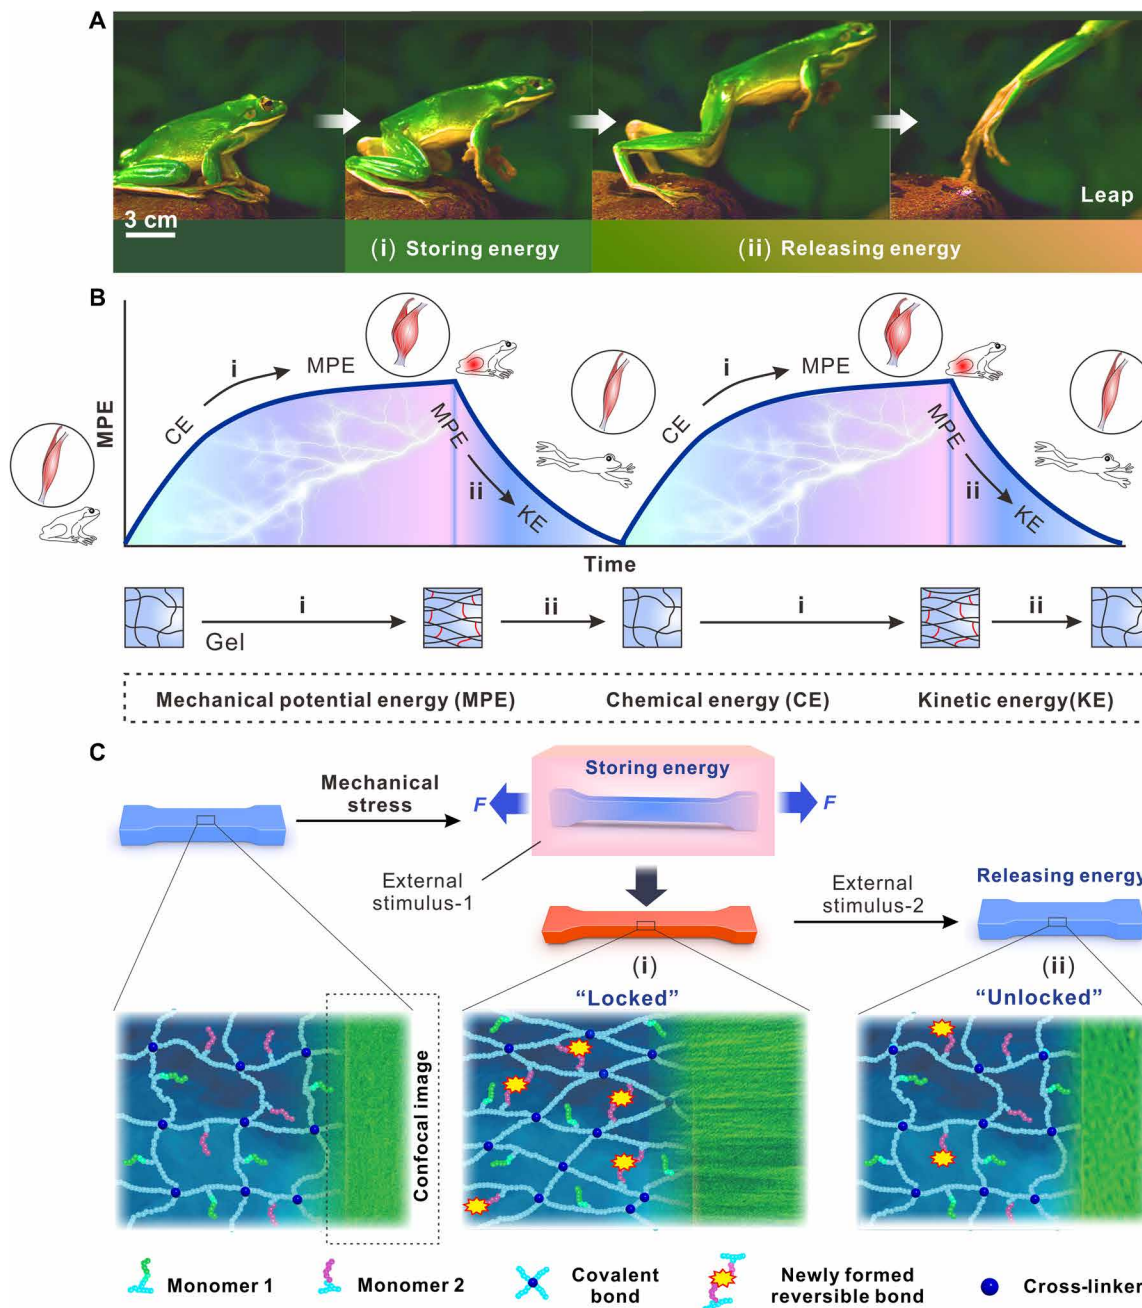 A
3 cm
Leap
(i) Storing energy
(ii) Releasing energy
B
MPE
CE
i
MPE
MPE
ii
KE
CE
i
MPE
MPE
ii
KE
Time
i
ii
i
ii
Gel
Mechanical potential energy (MPE)
Chemical energy (CE)
Kinetic energy(KE)
C
Mechanical
stress
Storing energy
F
F
External
stimulus-1
External
stimulus-2
Releasing energy
(i)
(ii)
“Locked”
“Unlocked”
Confocal image
Monomer 1
Monomer 2
Covalent
bond
Newly formed
reversible bond
Cross-linker